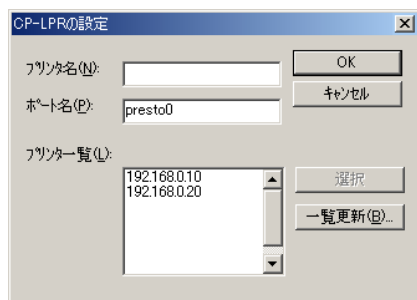 CP-LPRの設定
OK
ﾌﾟﾘﾝﾀ名(N):
ｷｬﾝｾﾙ
ﾎﾟｰﾄ名(P):
presto0
ﾌﾟﾘﾝﾀ一覧(L):
192.168.0.10
192.168.0.20
選択
一覧更新(B)...